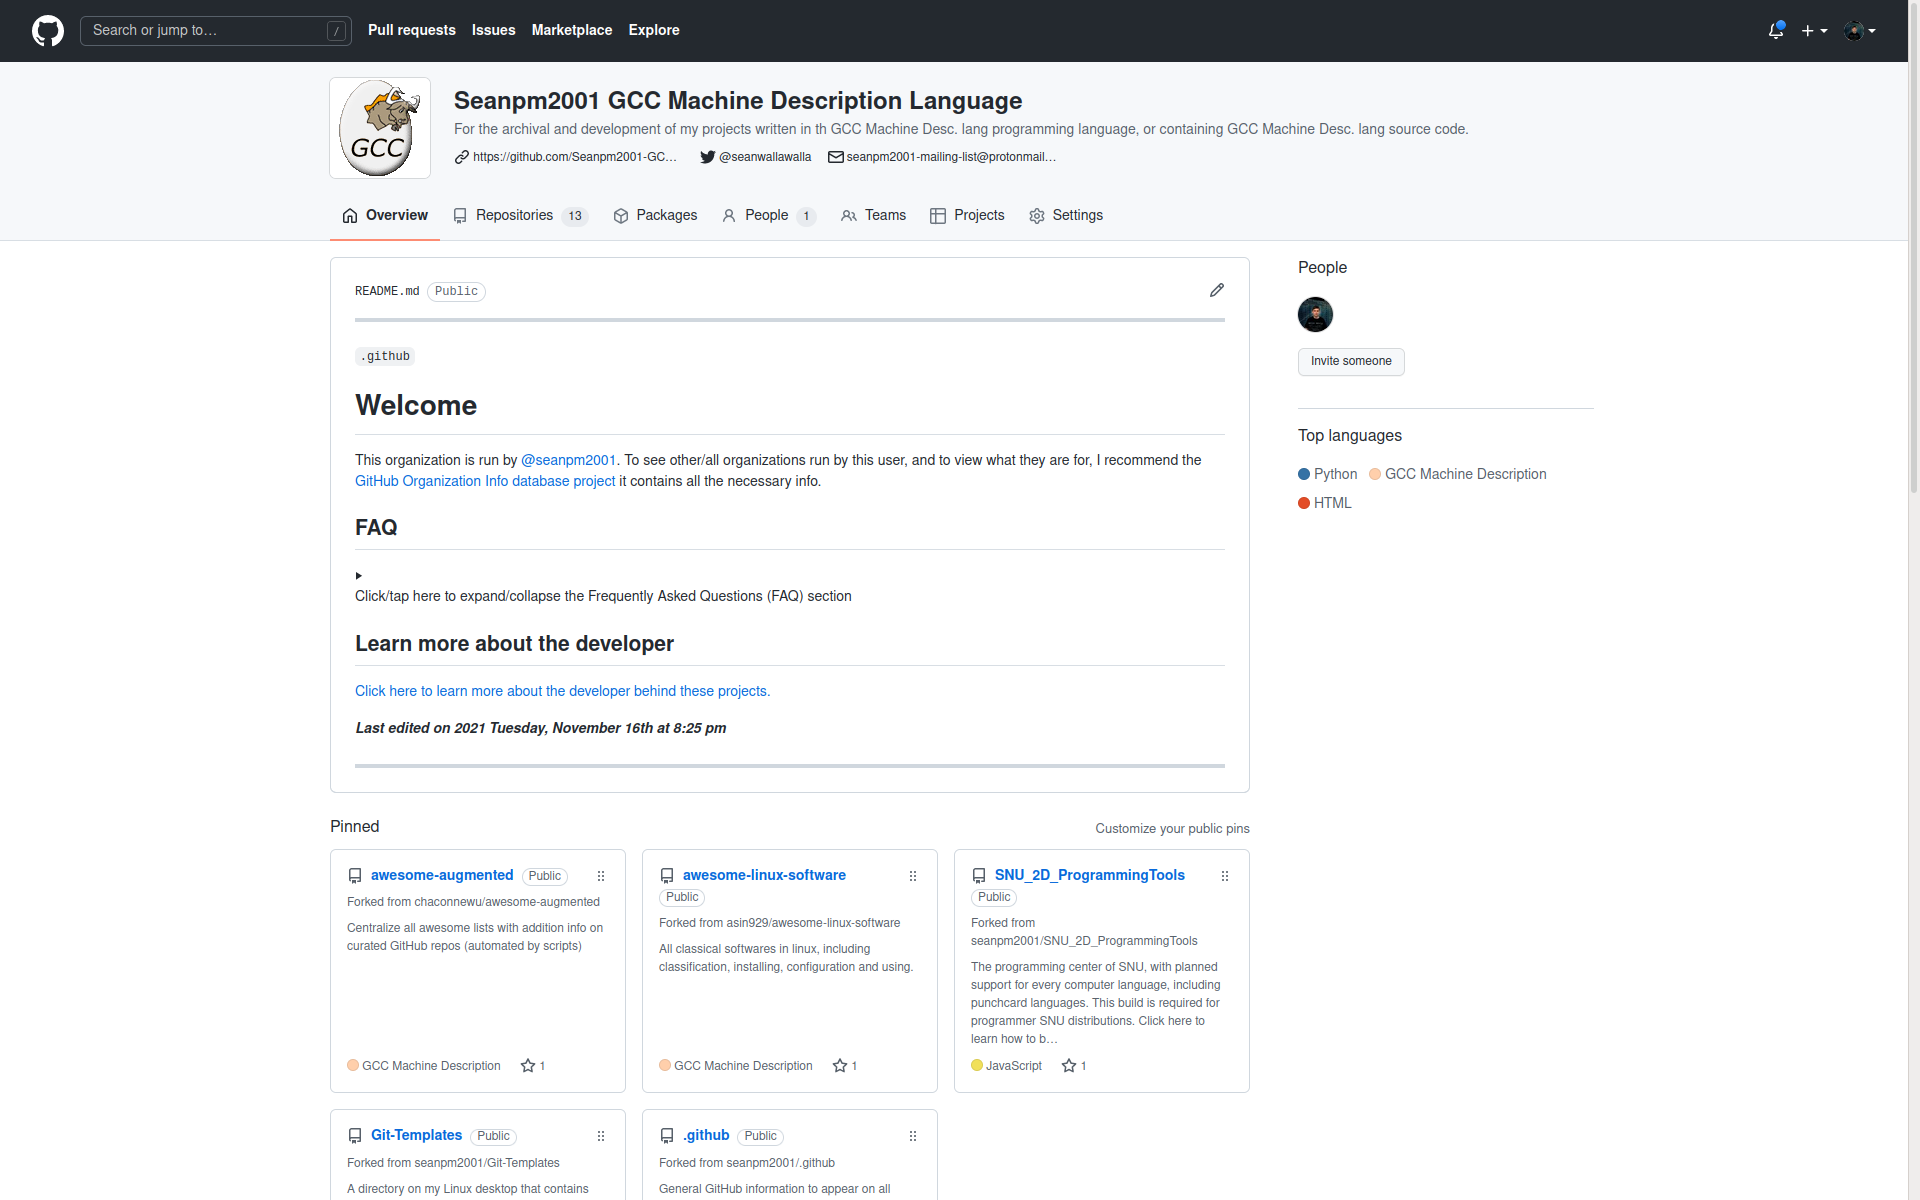 Search or jump to…
/
Pull requests
Issues
Marketplace
Explore
GCC
Seanpm2001 GCC Machine Description Language
For the archival and development of my projects written in th GCC Machine Desc. lang programming language, or containing GCC Machine Desc. lang source code.
https://github.com/Seanpm2001-GC…
@seanwallawalla
seanpm2001-mailing-list@protonmail…
Overview
Repositories 13
Packages
People 1
Teams
Projects
Settings
README.md Public
.github
Welcome
This organization is run by @seanpm2001. To see other/all organizations run by this user, and to view what they are for, I recommend the
GitHub Organization Info database project it contains all the necessary info.
FAQ
Click/tap here to expand/collapse the Frequently Asked Questions (FAQ) section
Learn more about the developer
Click here to learn more about the developer behind these projects.
Last edited on 2021 Tuesday, November 16th at 8:25 pm
People
Invite someone
Top languages
Python
GCC Machine Description
HTML
Pinned
Customize your public pins
awesome-augmented Public
Forked from chaconnewu/awesome-augmented
Centralize all awesome lists with addition info on
curated GitHub repos (automated by scripts)
GCC Machine Description
1
awesome-linux-software
Public
Forked from asin929/awesome-linux-software
All classical softwares in linux, including
classification, installing, configuration and using.
GCC Machine Description
1
SNU_2D_ProgrammingTools
Public
Forked from
seanpm2001/SNU_2D_ProgrammingTools
The programming center of SNU, with planned
support for every computer language, including
punchcard languages. This build is required for
programmer SNU distributions. Click here to
learn how to b…
JavaScript
1
Git-Templates Public
Forked from seanpm2001/Git-Templates
A directory on my Linux desktop that contains
.github Public
Forked from seanpm2001/.github
General GitHub information to appear on all